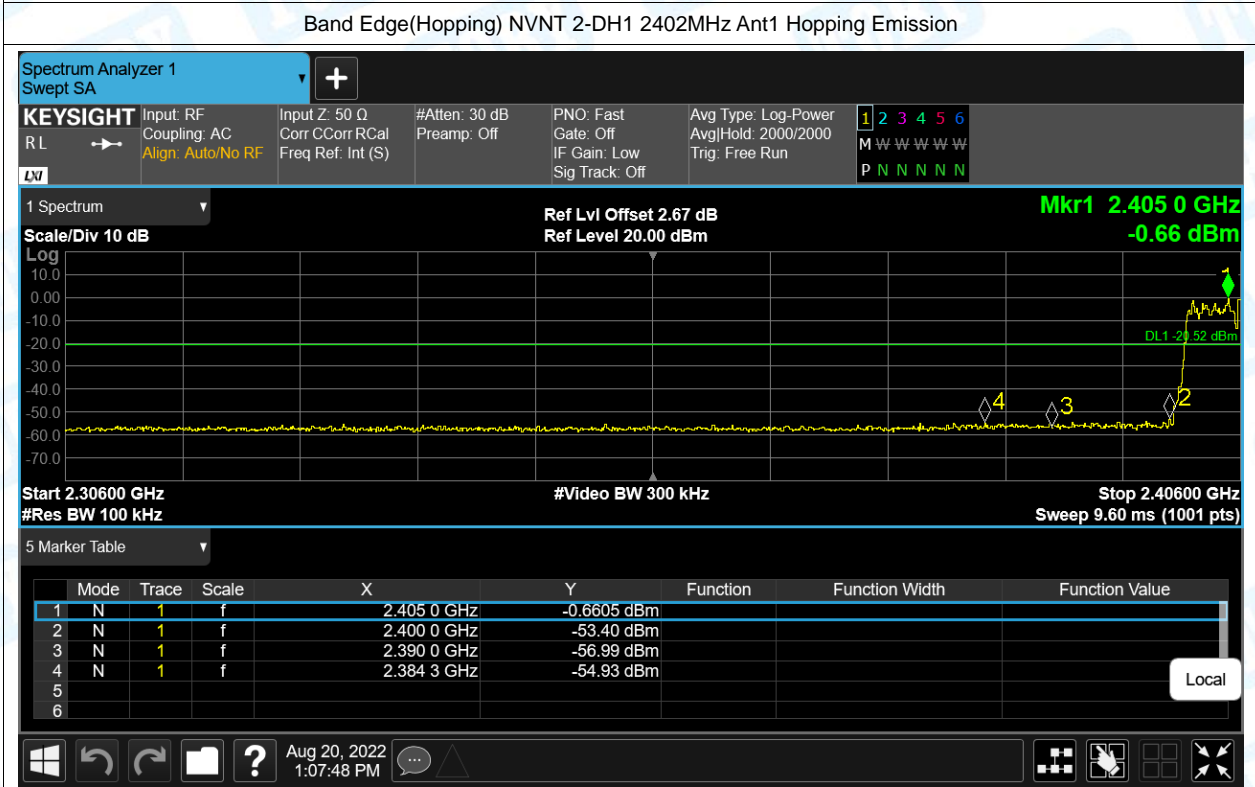 Band Edge(Hopping) NVNT 2-DH1 2402MHz Ant1 Hopping Emission
Spectrum Analyzer 1
Swept SA
KEYSIGHT
R L
LXI
Input: RF
Coupling: AC
Align: Auto/No RF
Input Z: 50 Ω
Corr CCorr RCal
Freq Ref: Int (S)
#Atten: 30 dB
Preamp: Off
PNO: Fast
Gate: Off
IF Gain: Low
Sig Track: Off
Avg Type: Log-Power
Avg|Hold: 2000/2000
Trig: Free Run
1 2 3 4 5 6
M W W W W W
P N N N N N
1 Spectrum
Scale/Div 10 dB
Ref Lvl Offset 2.67 dB
Ref Level 20.00 dBm
Mkr1 2.405 0 GHz
-0.66 dBm
Log
10.0
0.00
-10.0
-20.0
-30.0
-40.0
-50.0
-60.0
-70.0
1
DL1 -20.52 dBm
4 3 2
Start 2.30600 GHz #Video BW 300 kHz Stop 2.40600 GHz
#Res BW 100 kHz Sweep 9.60 ms (1001 pts)
5 Marker Table
Mode Trace Scale X Y Function Function Width Function Value
1 N 1 f 2.405 0 GHz -0.6605 dBm
2 N 1 f 2.400 0 GHz -53.40 dBm
3 N 1 f 2.390 0 GHz -56.99 dBm
4 N 1 f 2.384 3 GHz -54.93 dBm
5
6
Local
?
Aug 20, 2022
1:07:48 PM